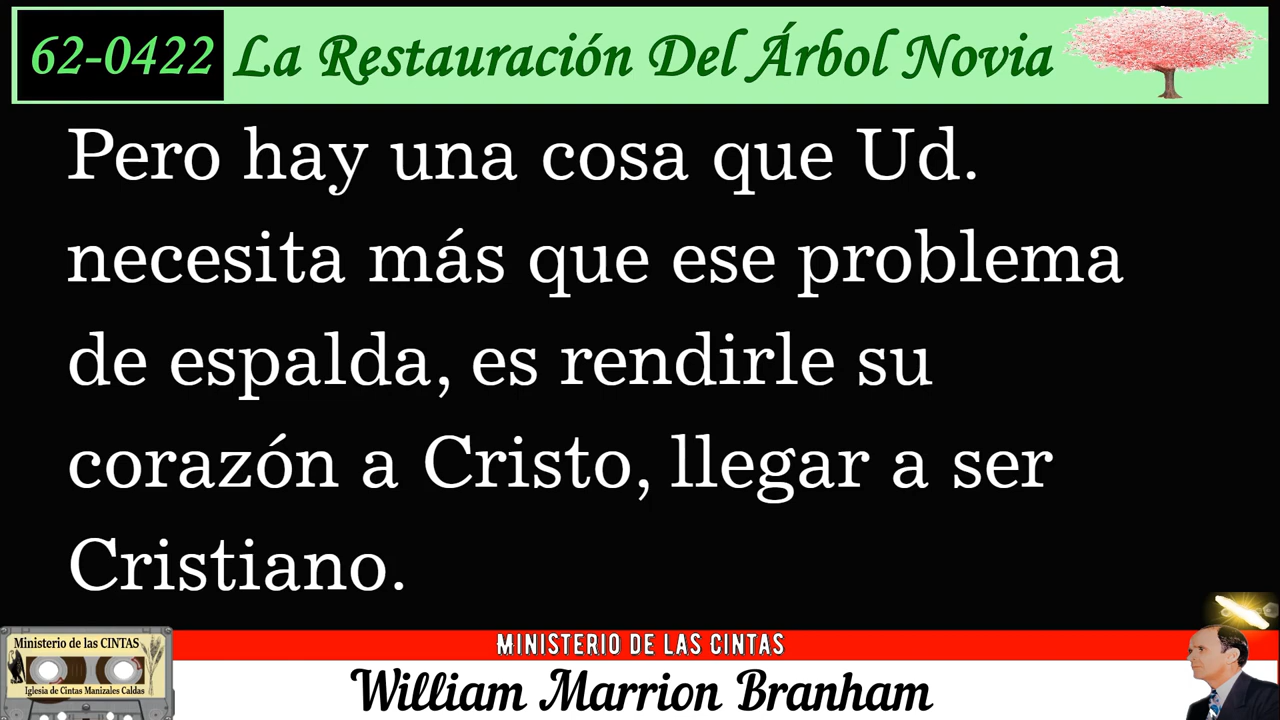 62-0422 La Restauración Del Árbol Novia
Pero hay una cosa que Ud.
necesita más que ese problema
de espalda, es rendirle su
corazón a Cristo, llegar a ser
Cristiano.
Ministerio de las CINTAS
Iglesia de Cintas Manizales Caldas
MINISTERIO DE LAS CINTAS
William Marrion Branham